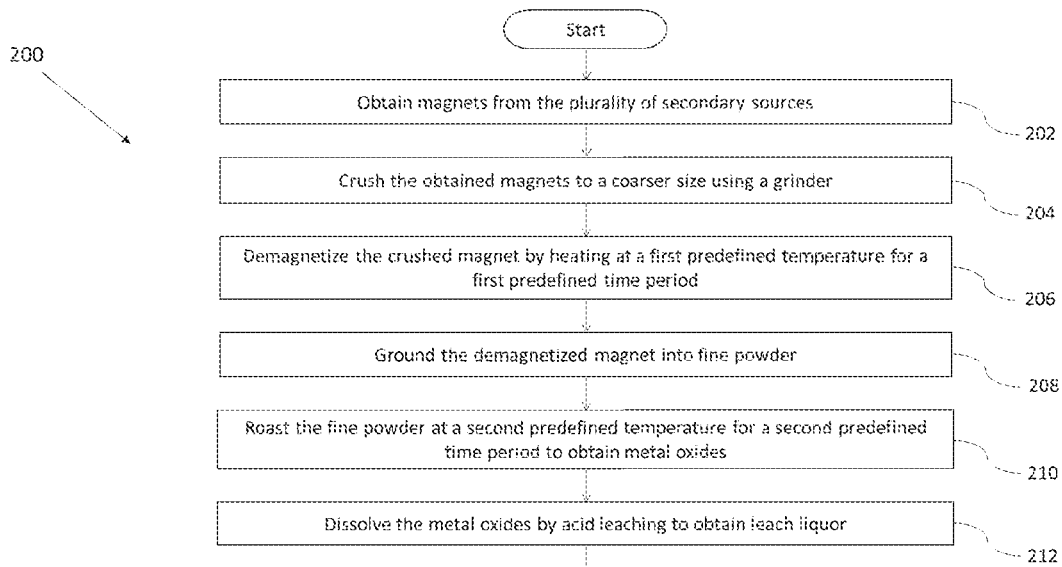 Start
200
Obtain magnets from the plurality of secondary sources
202
Crush the obtained magnets to a coarser size using a grinder
204
Demagnetize the crushed magnet by heating at a first predefined temperature for a
first predefined time period
206
Ground the demagnetized magnet into fine powder
208
Roast the fine powder at a second predefined temperature for a second predefined
time period to obtain metal oxides
210
Dissolve the metal oxides by acid leaching to obtain leach liquor
212